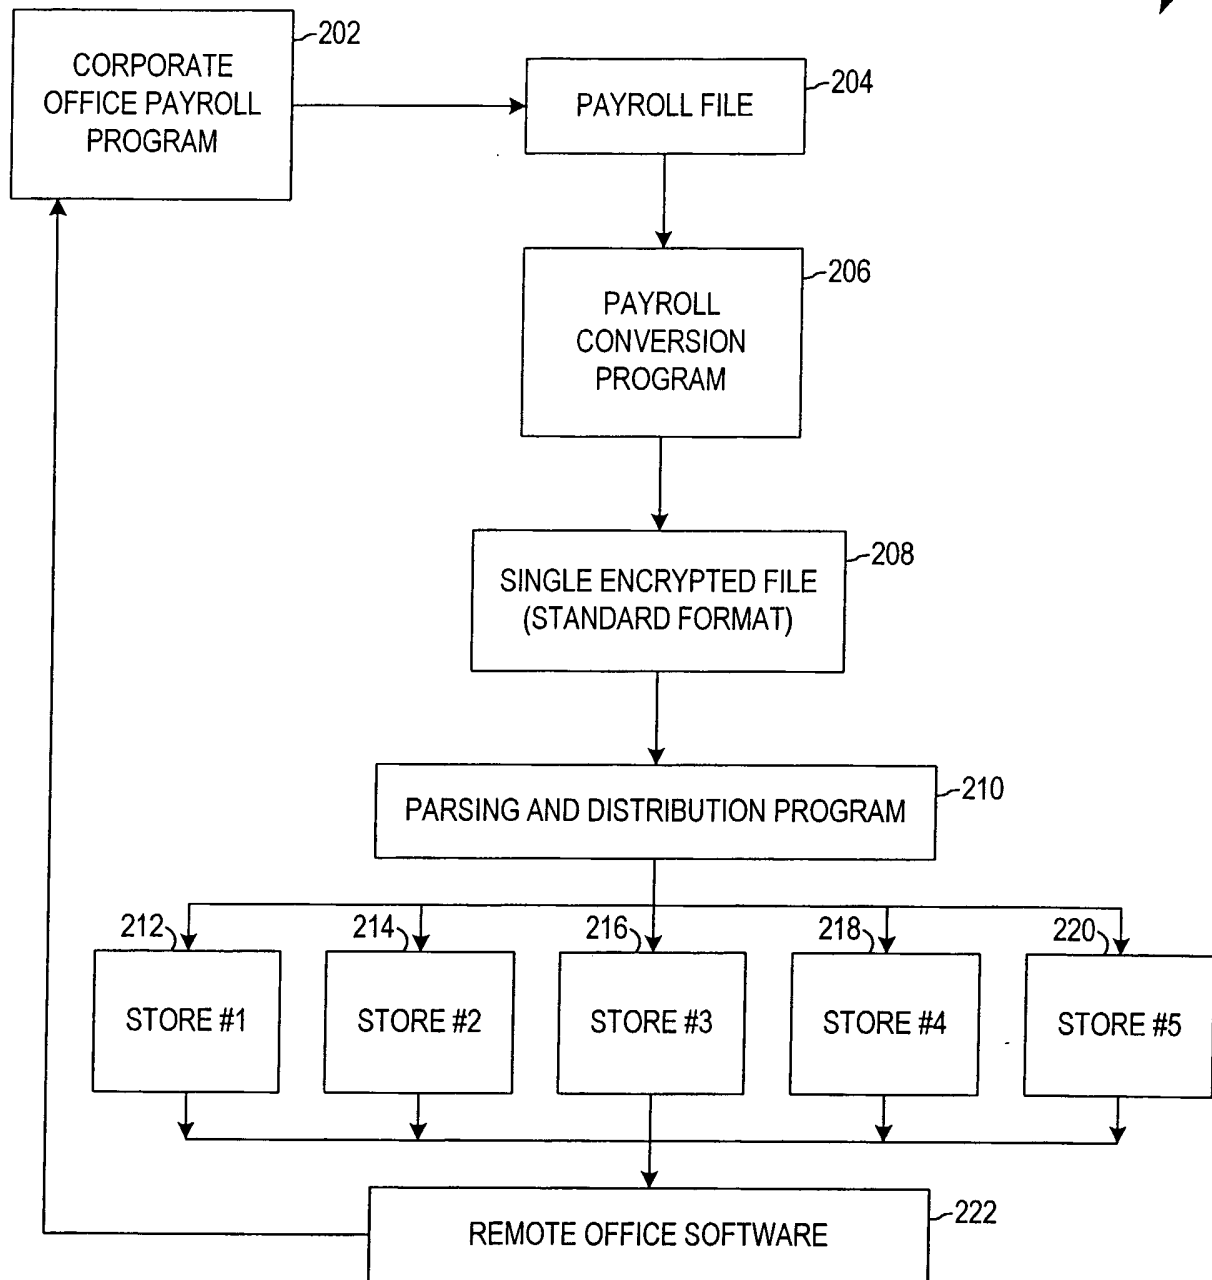 CORPORATE
OFFICE PAYROLL
PROGRAM
202
PAYROLL FILE
204
PAYROLL
CONVERSION
PROGRAM
206
SINGLE ENCRYPTED FILE
(STANDARD FORMAT)
208
PARSING AND DISTRIBUTION PROGRAM
210
212
214
216
218
220
STORE #1
STORE #2
STORE #3
STORE #4
STORE #5
REMOTE OFFICE SOFTWARE
222